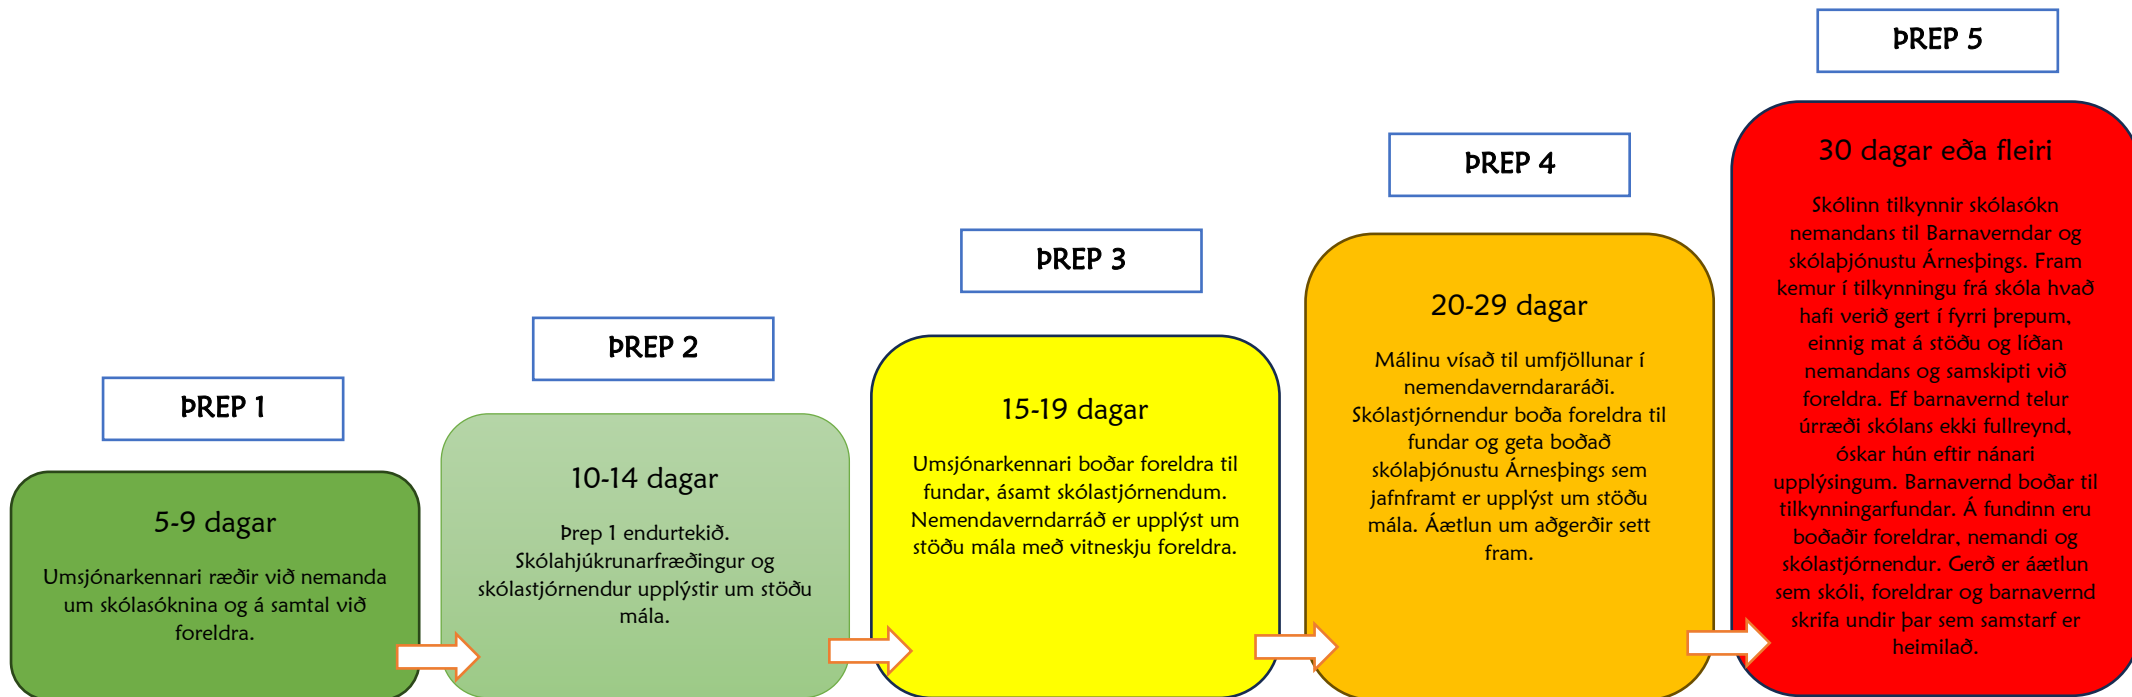 ÞREP 1
5-9 dagar
Umsjónarkennari ræðir við nemanda
um skólasóknina og á samtal við
foreldra.
ÞREP 2
10-14 dagar
Þrep 1 endurtekið.
Skólahjúkrunarfræðingur og
skólastjórnendur upplýstir um stöðu
mála.
ÞREP 3
15-19 dagar
Umsjónarkennari boðar foreldra til
fundar, ásamt skólastjórnendum.
Nemendaverndarráð er upplýst um
stöðu mála með vitneskju foreldra.
ÞREP 4
20-29 dagar
Málinu vísað til umfjöllunar í
nemendaverndararáði.
Skólastjórnendur boða foreldra til
fundar og geta boðað
skólaþjónustu Árnesþings sem
jafnframt er upplýst um stöðu
mála. Áætlun um aðgerðir sett
fram.
ÞREP 5
30 dagar eða fleiri
Skólinn tilkynnir skólasókn
nemandans til Barnaverndar og
skólaþjónustu Árnesþings. Fram
kemur í tilkynningu frá skóla hvað
hafi verið gert í fyrri þrepum,
einnig mat á stöðu og líðan
nemandans og samskipti við
foreldra. Ef barnavernd telur
úrræði skólans ekki fullreynd,
óskar hún eftir nánari
upplýsingum. Barnavernd boðar til
tilkynningarfundar. Á fundinn eru
boðaðir foreldrar, nemandi og
skólastjórnendur. Gerð er áætlun
sem skóli, foreldrar og barnavernd
skrifa undir þar sem samstarf er
heimilað.